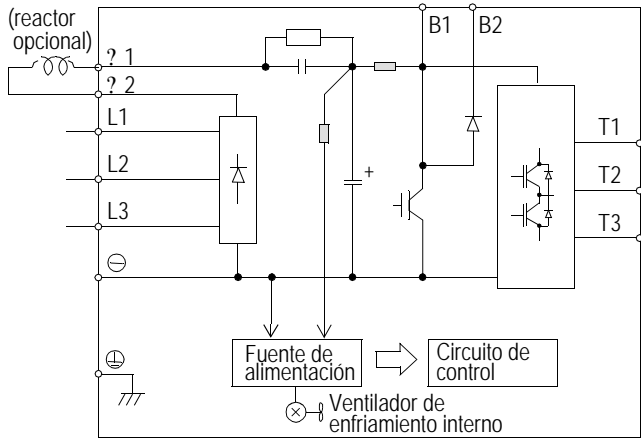 (reactor
opcional)
B1
B2
? 1
? 2
L1
L2
L3
T1
T2
T3
+
Fuente de
alimentación
Circuito de
control
Ventilador de
enfriamiento interno